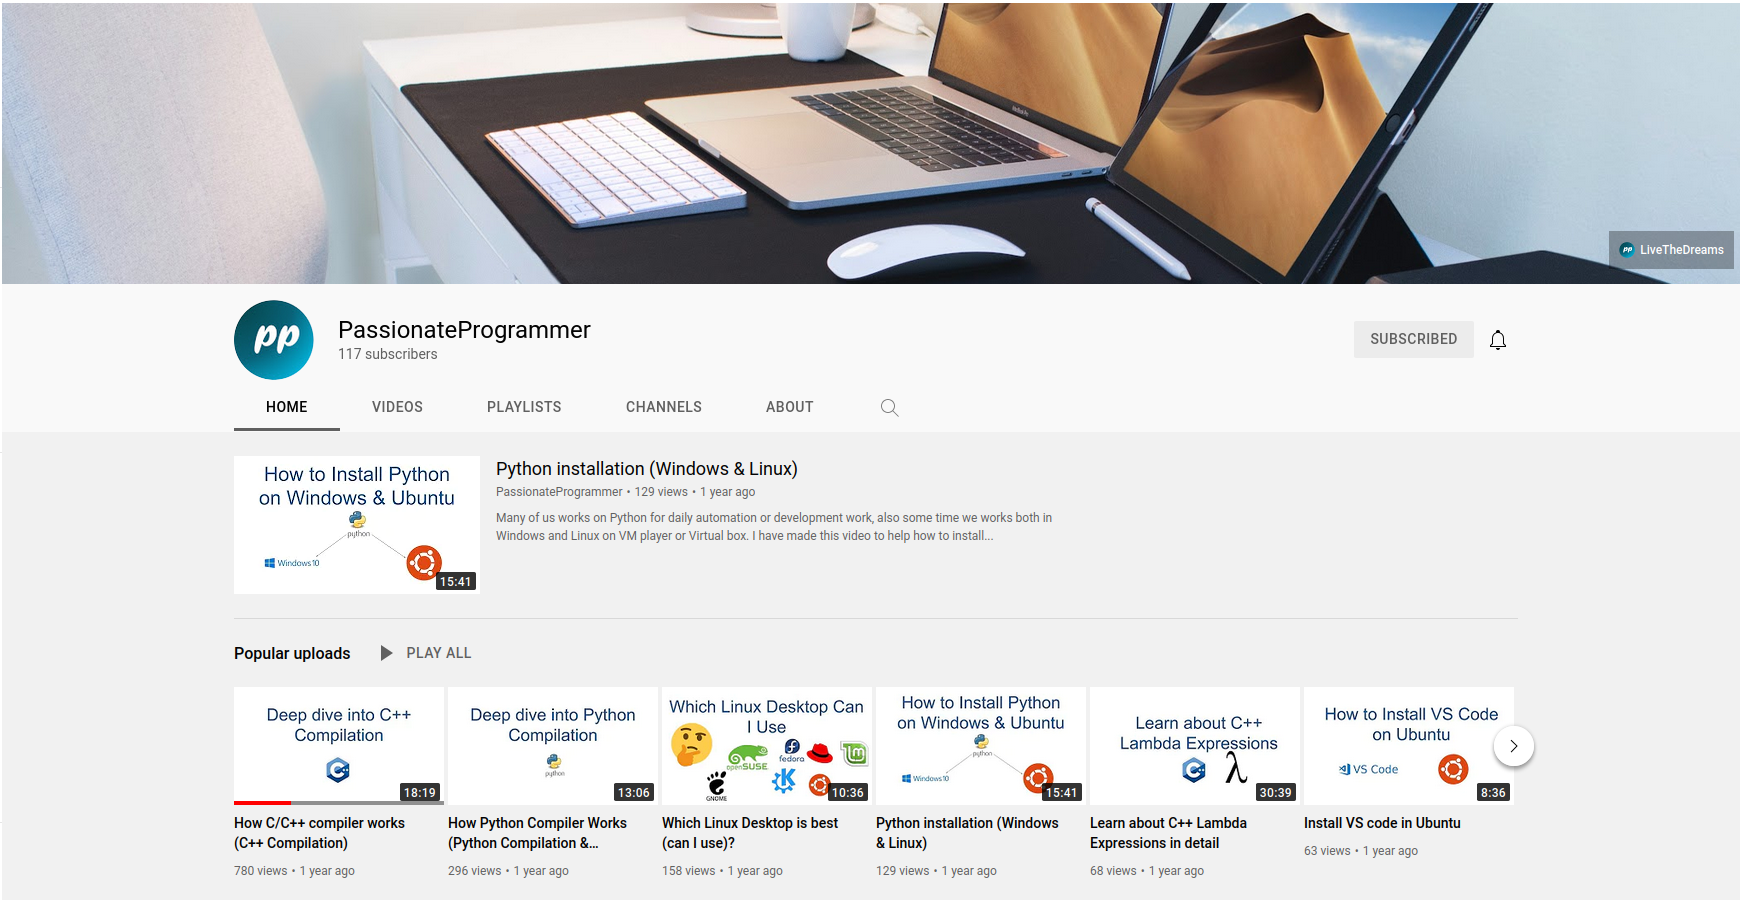 MacBook Pro
pp LiveTheDreams
pp
PassionateProgrammer
117 subscribers
SUBSCRIBED
HOME VIDEOS PLAYLISTS CHANNELS ABOUT
How to Install Python
on Windows & Ubuntu
python
Windows10
15:41
Python installation (Windows & Linux)
PassionateProgrammer • 129 views • 1 year ago
Many of us works on Python for daily automation or development work, also some time we works both in
Windows and Linux on VM player or Virtual box. I have made this video to help how to install...
Popular uploads PLAY ALL
Deep dive into C++
Compilation
C++
18:19
How C/C++ compiler works
(C++ Compilation)
780 views • 1 year ago
Deep dive into Python
Compilation
python
13:06
How Python Compiler Works
(Python Compilation &...
296 views • 1 year ago
Which Linux Desktop Can
I Use
openSUSE
fedora
lm
GNOME
K
10:36
Which Linux Desktop is best
(can I use)?
158 views • 1 year ago
How to Install Python
on Windows & Ubuntu
python
Windows10
15:41
Python installation (Windows
& Linux)
129 views • 1 year ago
Learn about C++
Lambda Expressions
C++ λ
30:39
Learn about C++ Lambda
Expressions in detail
68 views • 1 year ago
How to Install VS Code
on Ubuntu
VS Code
8:36
Install VS code in Ubuntu
63 views • 1 year ago